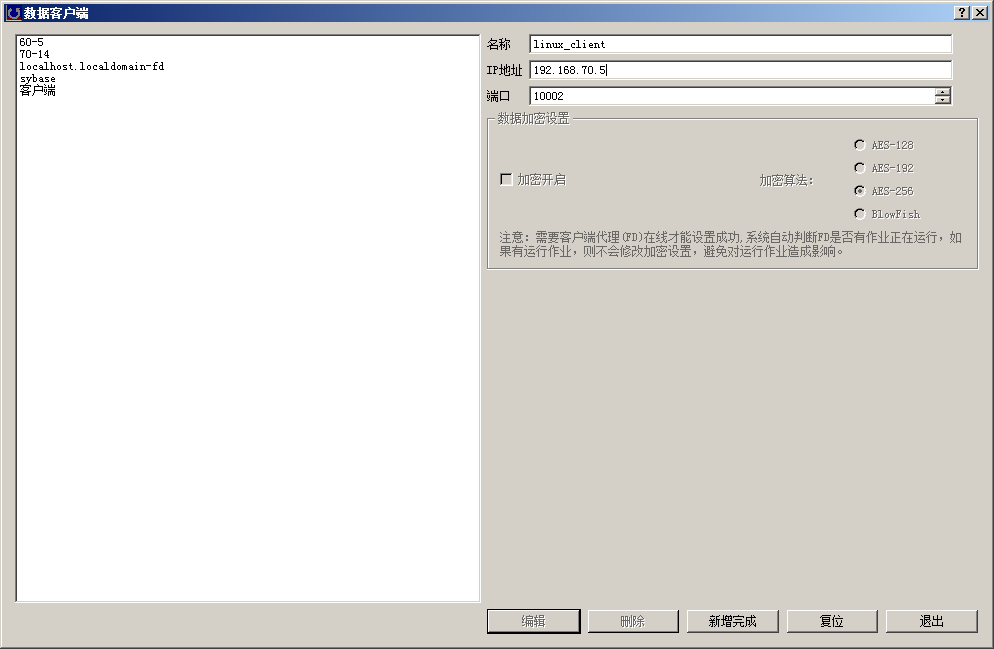 数据客户端
60-5
70-14
localhost.localdomain-fd
sybase
客户端
名称 linux_client
IP地址 192.168.70.5
端口 10002
数据加密设置
加密开启
加密算法:
AES-128
AES-192
AES-256
BlowFish
注意: 需要客户端代理(FD)在线才能设置成功,系统自动判断FD是否有作业正在运行，如
果有运行作业，则不会修改加密设置，避免对运行作业造成影响。
编辑 删除 新增完成 复位 退出